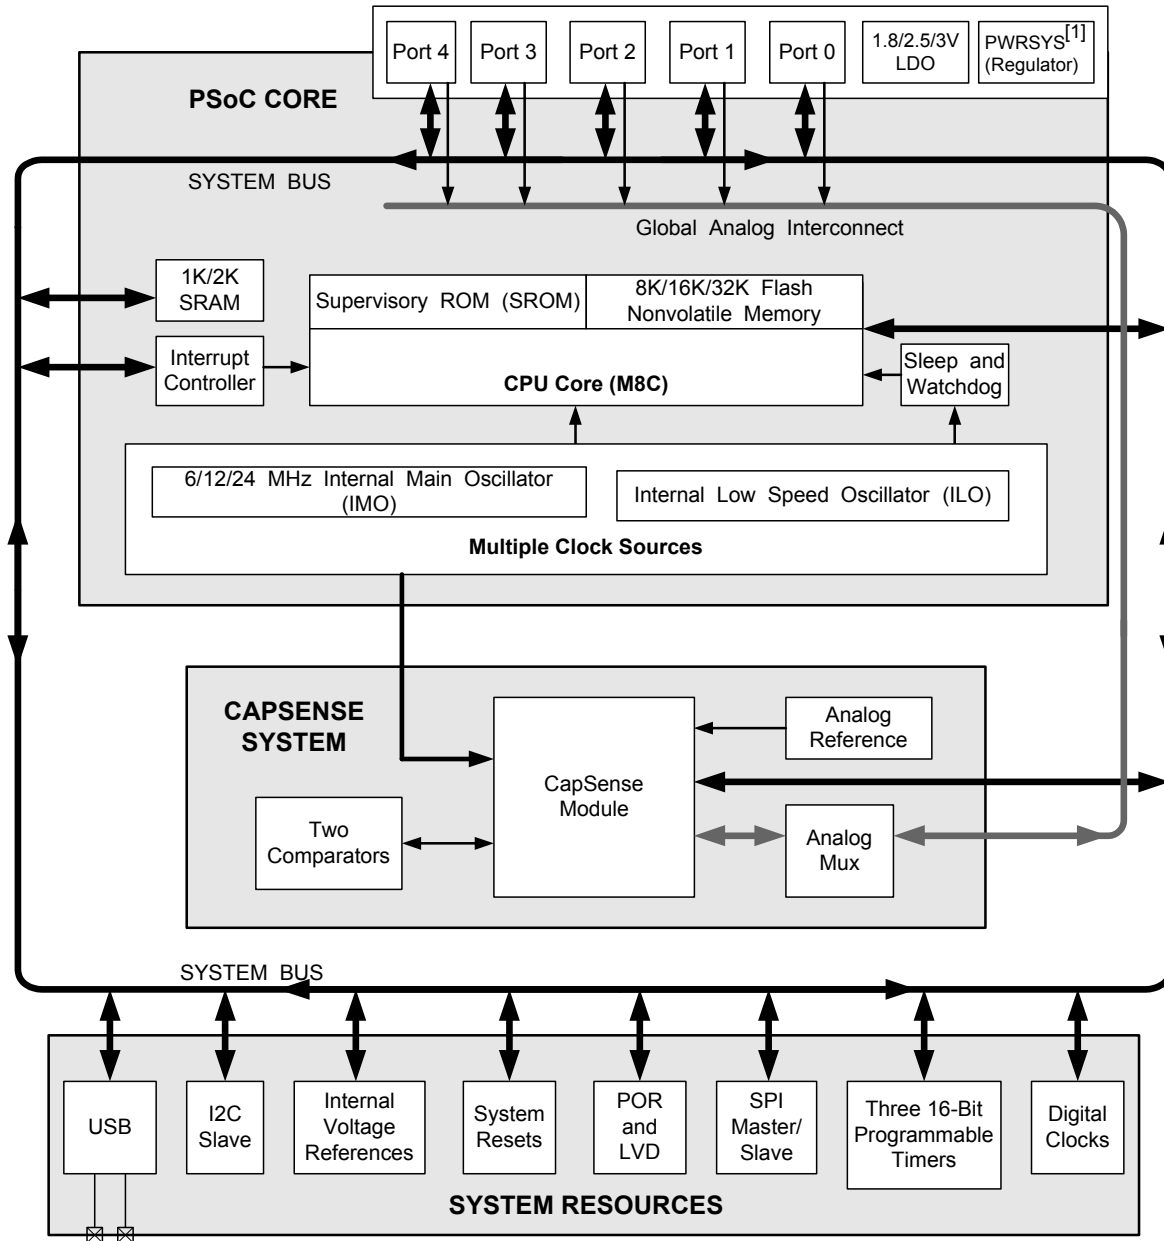 Port 4
Port 3
Port 2
Port 1
Port 0
1.8/2.5/3V
LDO
PWRSYS[1]
(Regulator)
PSoC CORE
SYSTEM BUS
Global Analog Interconnect
1K/2K
SRAM
Supervisory ROM (SROM)
8K/16K/32K Flash
Nonvolatile Memory
Interrupt
Controller
CPU Core (M8C)
Sleep and
Watchdog
6/12/24 MHz Internal Main Oscillator
(IMO)
Internal Low Speed Oscillator (ILO)
Multiple Clock Sources
CAPSENSE
SYSTEM
CapSense
Module
Analog
Reference
Two
Comparators
Analog
Mux
SYSTEM BUS
USB
I2C
Slave
Internal
Voltage
References
System
Resets
POR
and
LVD
SPI
Master/
Slave
Three 16-Bit
Programmable
Timers
Digital
Clocks
SYSTEM RESOURCES